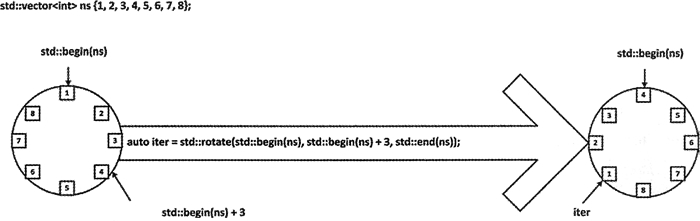 std::vector<int> ns {1, 2, 3, 4, 5, 6, 7, 8};
std::begin(ns)
std::begin(ns)
1
8
2
7
3
6
4
5
auto iter = std::rotate(std::begin(ns), std::begin(ns) + 3, std::end(ns));
4
3
5
2
6
1
7
8
std::begin(ns) + 3
iter